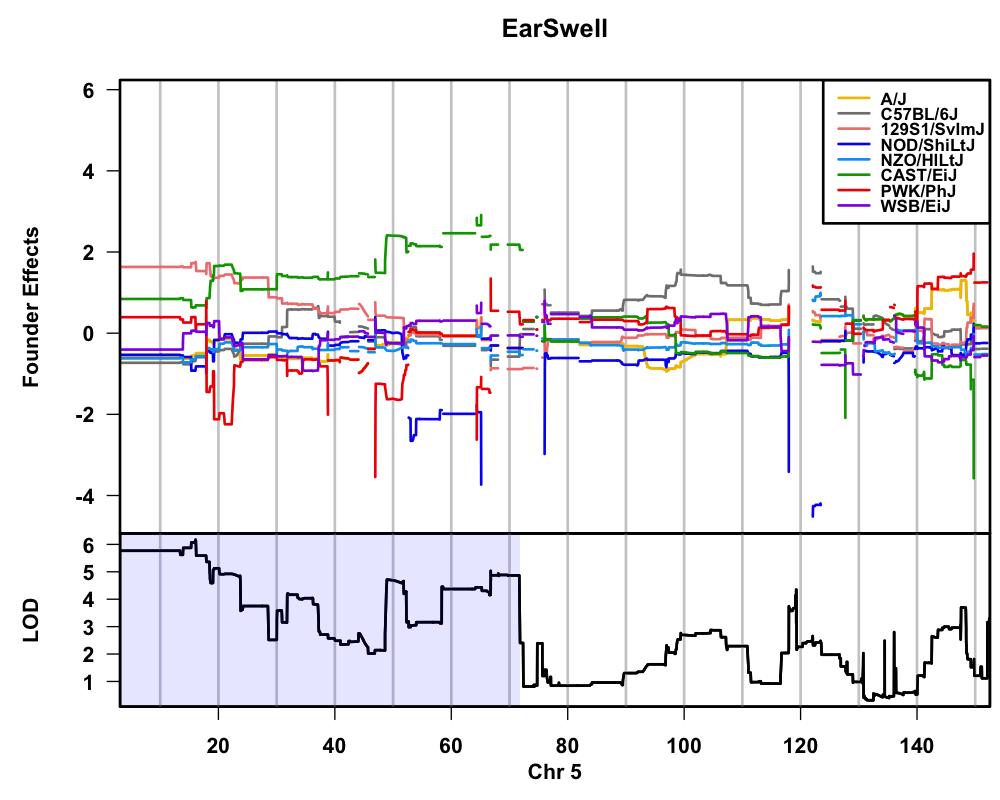 EarSwell
6
4
2
0
-2
-4
Founder Effects
A/J
C57BL/6J
129S1/SvImJ
NOD/ShiLtJ
NZO/HlLtJ
CAST/EiJ
PWK/PhJ
WSB/EiJ
6
5
4
3
2
1
LOD
20 40 60 80 100 120 140
Chr 5